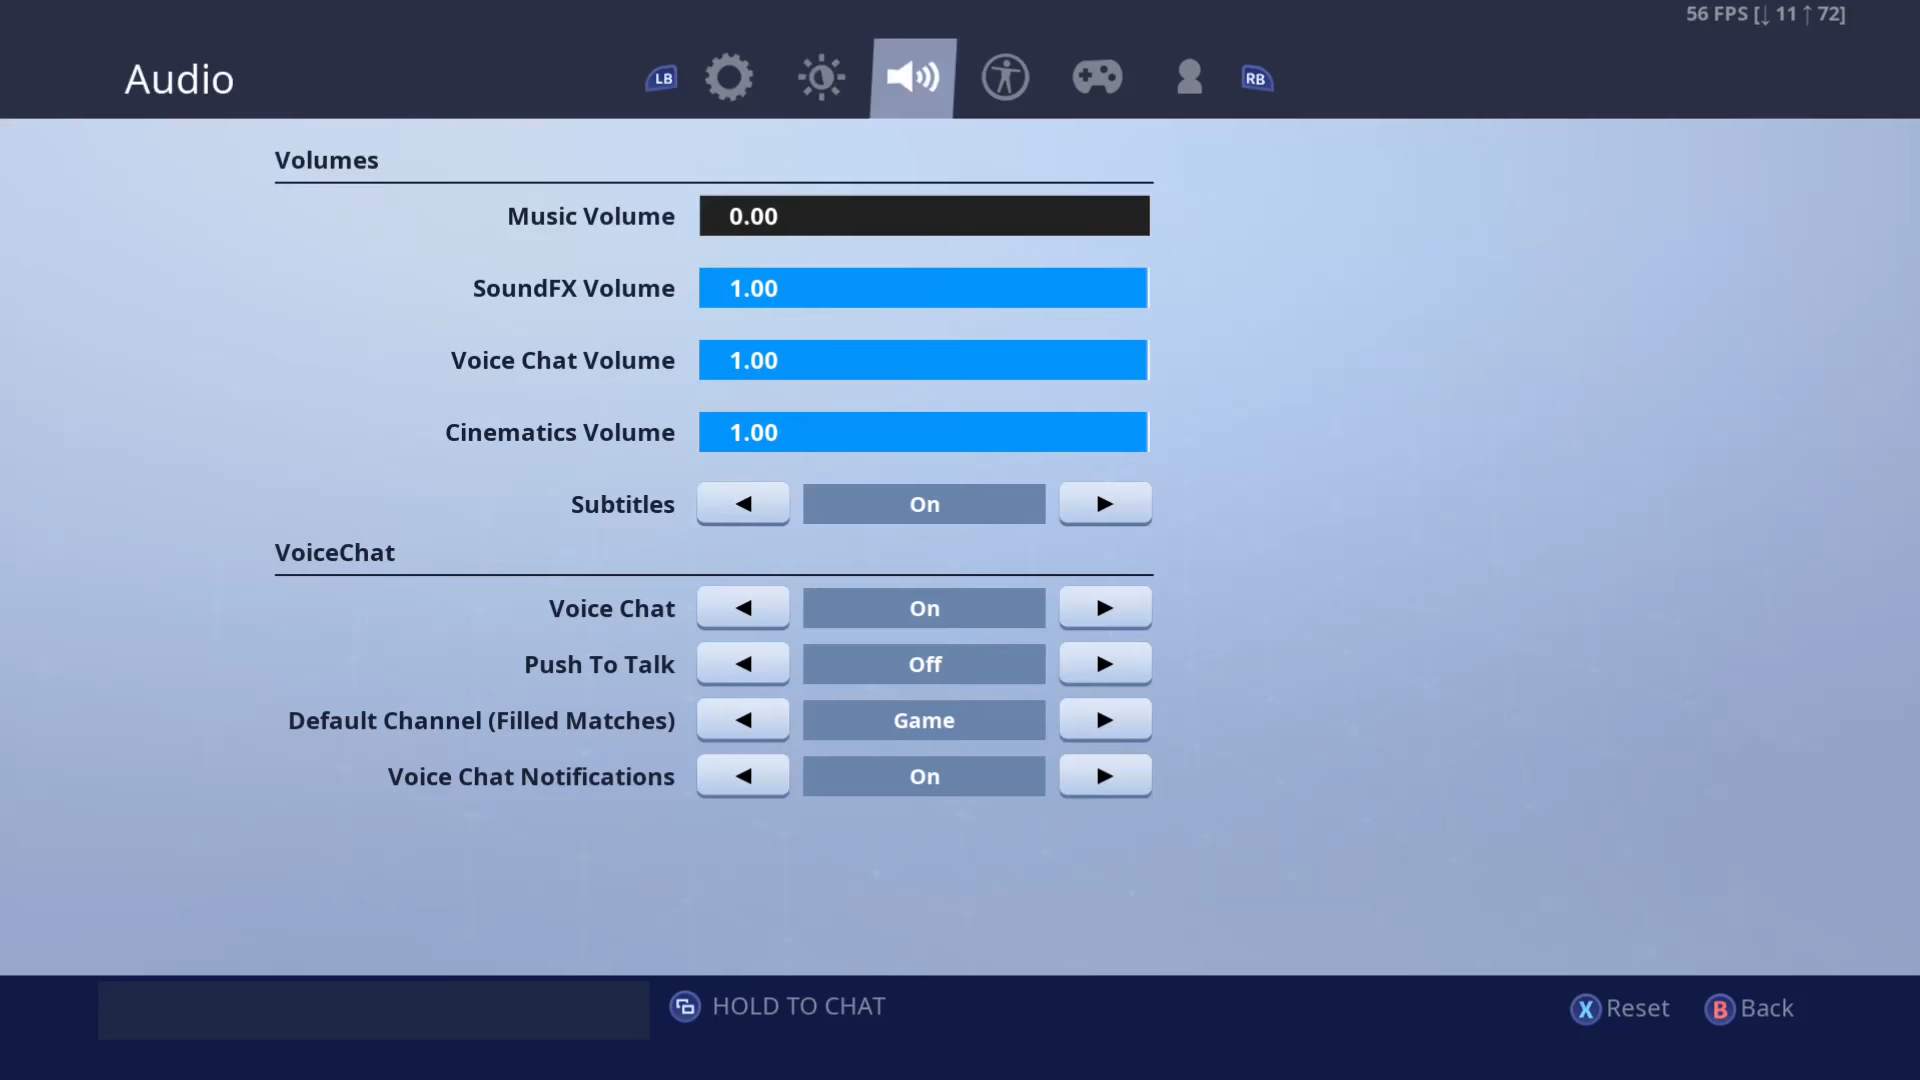 56 FPS [↓ 11 ↑ 72]
Audio
LB
RB
Volumes
Music Volume 0.00
SoundFX Volume 1.00
Voice Chat Volume 1.00
Cinematics Volume 1.00
Subtitles On
VoiceChat
Voice Chat On
Push To Talk Off
Default Channel (Filled Matches) Game
Voice Chat Notifications On
HOLD TO CHAT
X Reset
B Back